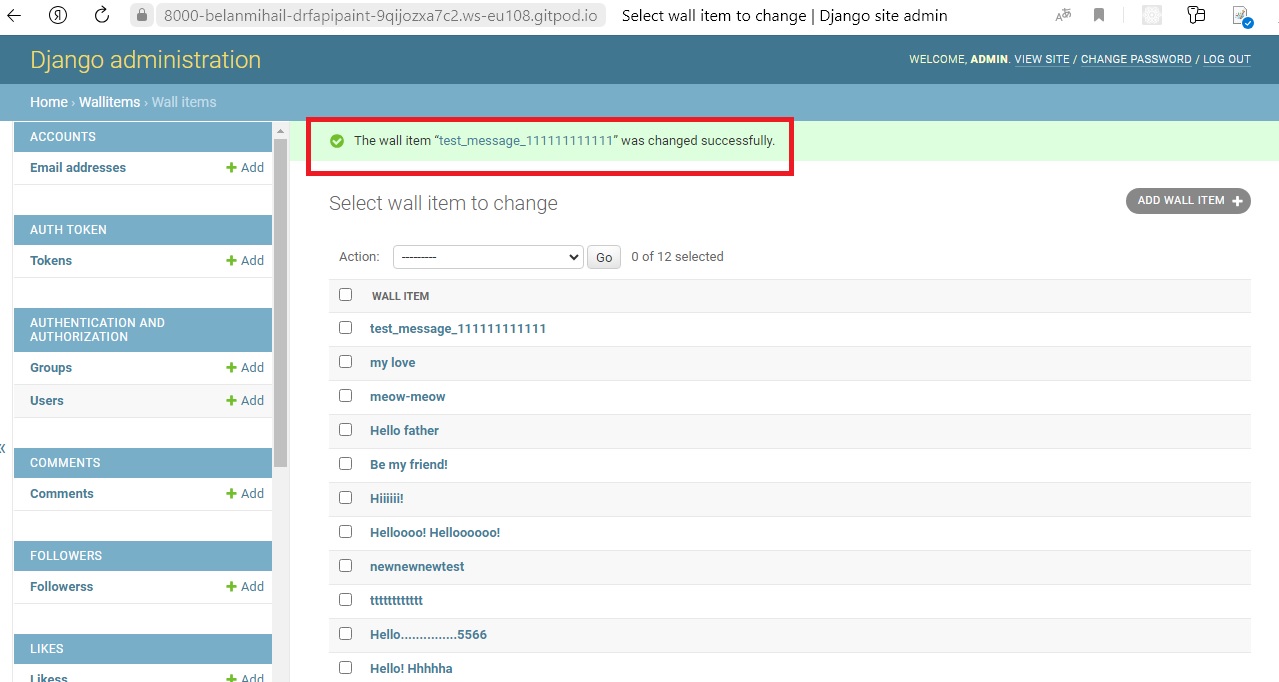 8000-belanmihail-drfapipaint-9qijozxa7c2.ws-eu108.gitpod.io Select wall item to change | Django site admin
Django administration
WELCOME, ADMIN. VIEW SITE / CHANGE PASSWORD / LOG OUT
Home › Wallitems › Wall items
ACCOUNTS
Email addresses + Add
AUTH TOKEN
Tokens + Add
AUTHENTICATION AND
AUTHORIZATION
Groups + Add
Users + Add
COMMENTS
Comments + Add
FOLLOWERS
Followerss + Add
LIKES
Likess + Add
The wall item “test_message_111111111111” was changed successfully.
Select wall item to change
ADD WALL ITEM +
Action: --------- Go 0 of 12 selected
WALL ITEM
test_message_111111111111
my love
meow-meow
Hello father
Be my friend!
Hiiiiii!
Helloooo! Helloooooo!
newnewnewtest
tttttttttttt
Hello...............5566
Hello! Hhhhha